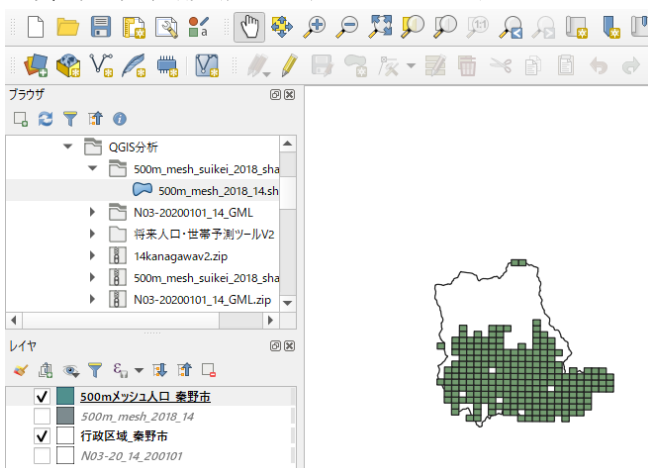 a
1:1
ブラウザ
QGIS分析
500m_mesh_suikei_2018_sha
500m_mesh_2018_14.sh
N03-20200101_14_GML
将来人口・世帯予測ツールV2
14kanagawav2.zip
500m_mesh_suikei_2018_sha
N03-20200101_14_GML.zip
レイヤ
500mメッシュ人口_秦野市
500m_mesh_2018_14
行政区域_秦野市
N03-20_14_200101